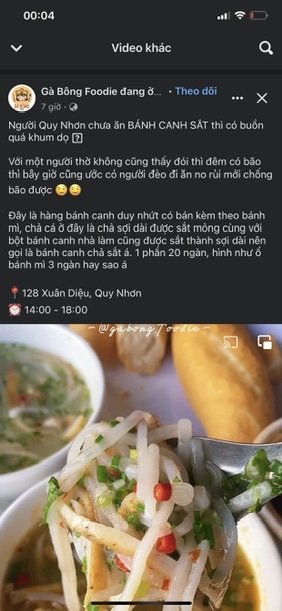 00:04
Video khác
Gà Bông Foodie đang ở... • Theo dõi
7 giờ ·
Người Quy Nhơn chưa ăn BÁNH CANH SẮT thì có buồn
quá khum dọ ?
Với một người thở không cũng thấy đói thì đêm có bão
thì bây giờ cũng ước có người đèo đi ăn no rủi mới chống
bão được
Đây là hàng bánh canh duy nhứt có bán kèm theo bánh
mì, chả cá ở đây là chả sợi dài được sắt mỏng cùng với
bột bánh canh nhà làm cũng được sắt thành sợi dài nên
gọi là bánh canh chả sắt á. 1 phần 20 ngàn, hình như ổ
bánh mì 3 ngàn hay sao á
128 Xuân Diệu, Quy Nhơn
14:00 - 18:00
- @gabong.foodie -